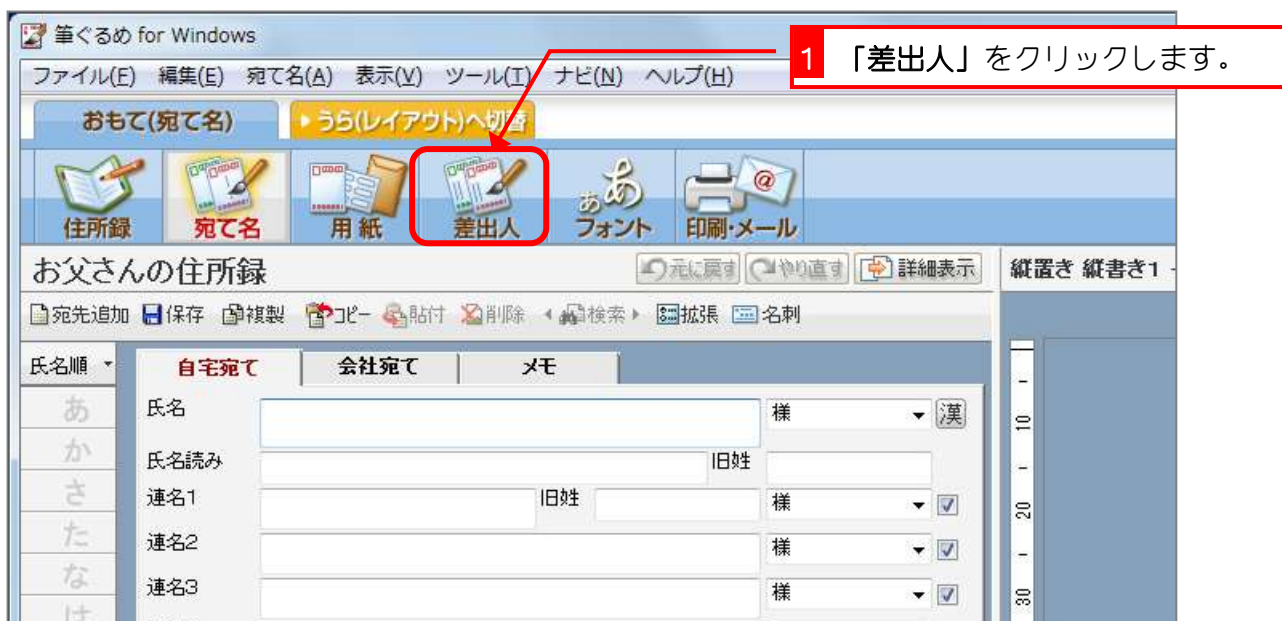 筆ぐるめ for Windows
1 「差出人」をクリックします。
ファイル(F) 編集(E) 宛て名(A) 表示(V) ツール(T) ナビ(N) ヘルプ(H)
おもて(宛て名) うら(レイアウト)へ切替
住所録 宛て名 用紙 差出人 フォント 印刷・メール
お父さんの住所録 元に戻す やり直す 詳細表示 縦置き 縦書き1
宛先追加 保存 複製 コピー 貼付 削除 検索 拡張 名刺
氏名順 自宅宛て 会社宛て メモ
あ 氏名 様 漢
か 氏名読み 旧姓
さ 連名1 旧姓 様
た 連名2 様
な 連名3 様
は
10
20
30